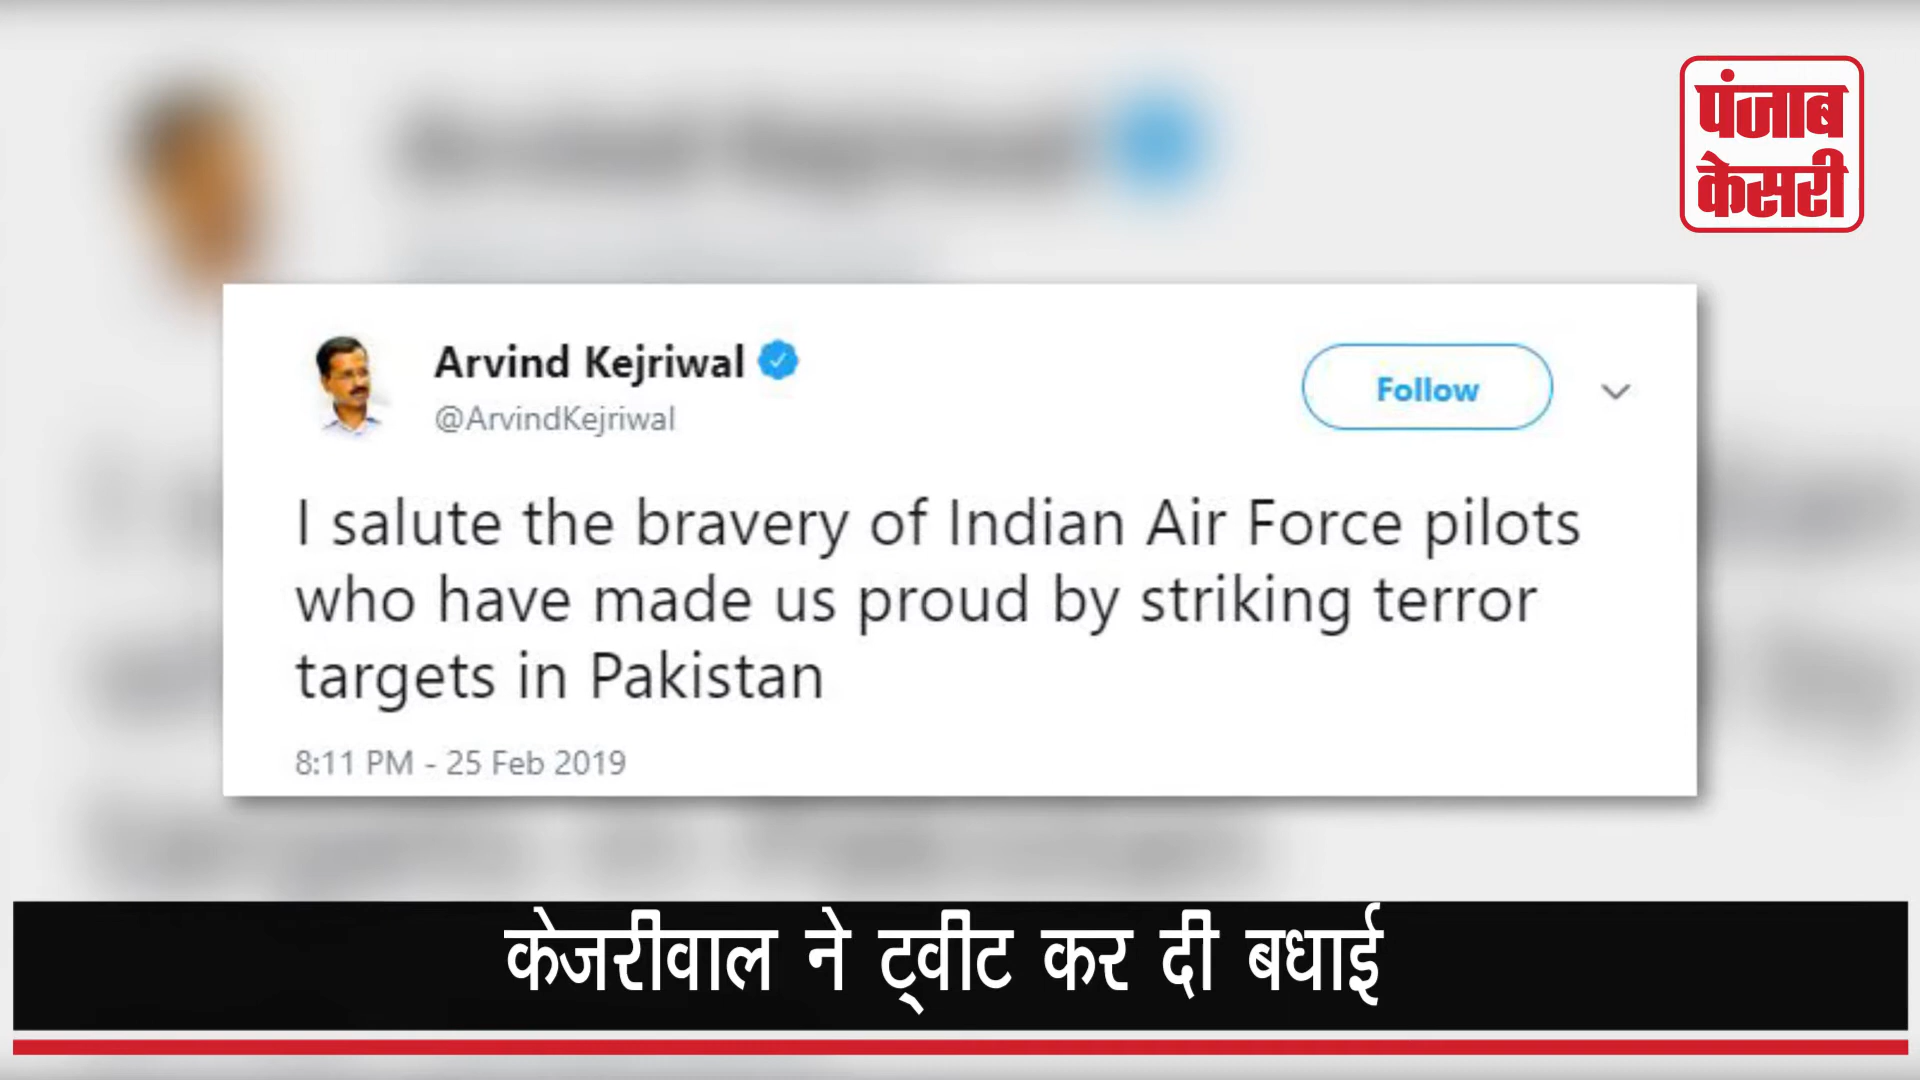 पंजाब
केसरी
Arvind Kejriwal
@ArvindKejriwal
Follow
I salute the bravery of Indian Air Force pilots
who have made us proud by striking terror
targets in Pakistan
8:11 PM - 25 Feb 2019
केजरीवाल ने ट्वीट कर दी बधाई